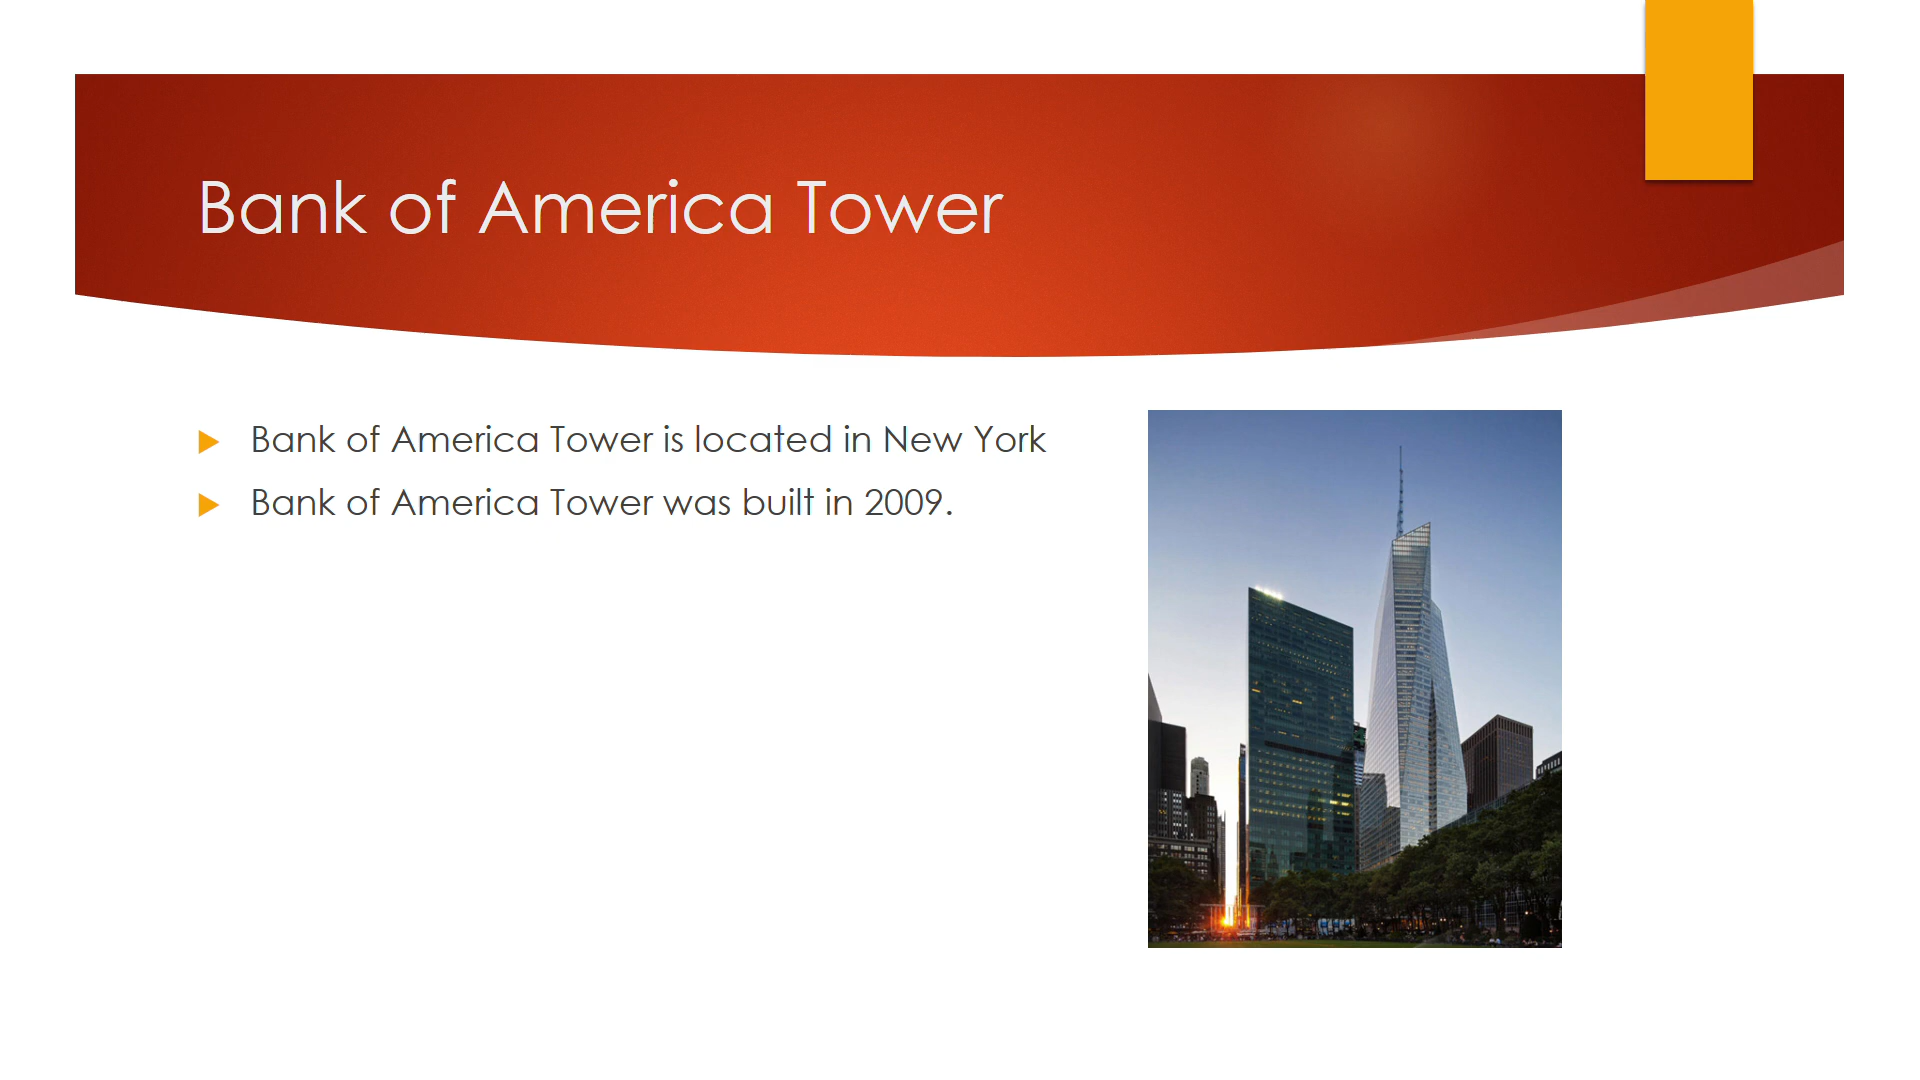 Bank of America Tower
Bank of America Tower is located in New York
Bank of America Tower was built in 2009.